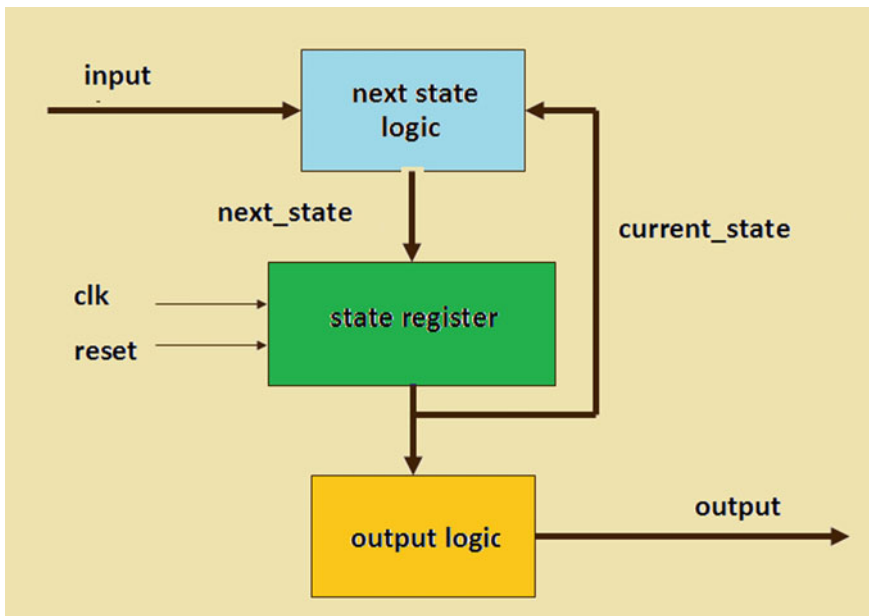 input
next state
logic
next_state
current_state
clk
state register
reset
output
output logic